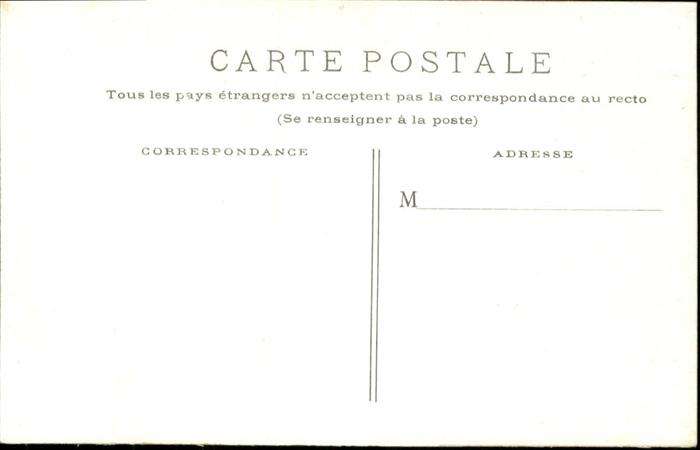 CARTE POSTALE
Tous les pays étrangers n'acceptent pas la correspondance au recto
(Se renseigner à la poste)
CORRESPONDANCE
ADRESSE
M